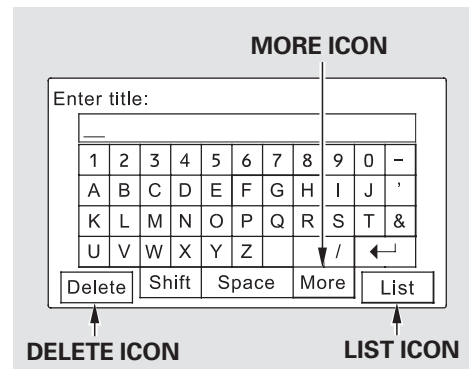 MORE ICON
Enter title:
1 2 3 4 5 6 7 8 9 0 –
A B C D E F G H I J ’
K L M N O P Q R S T &
U V W X Y Z /
Delete Shift Space More List
DELETE ICON LIST ICON